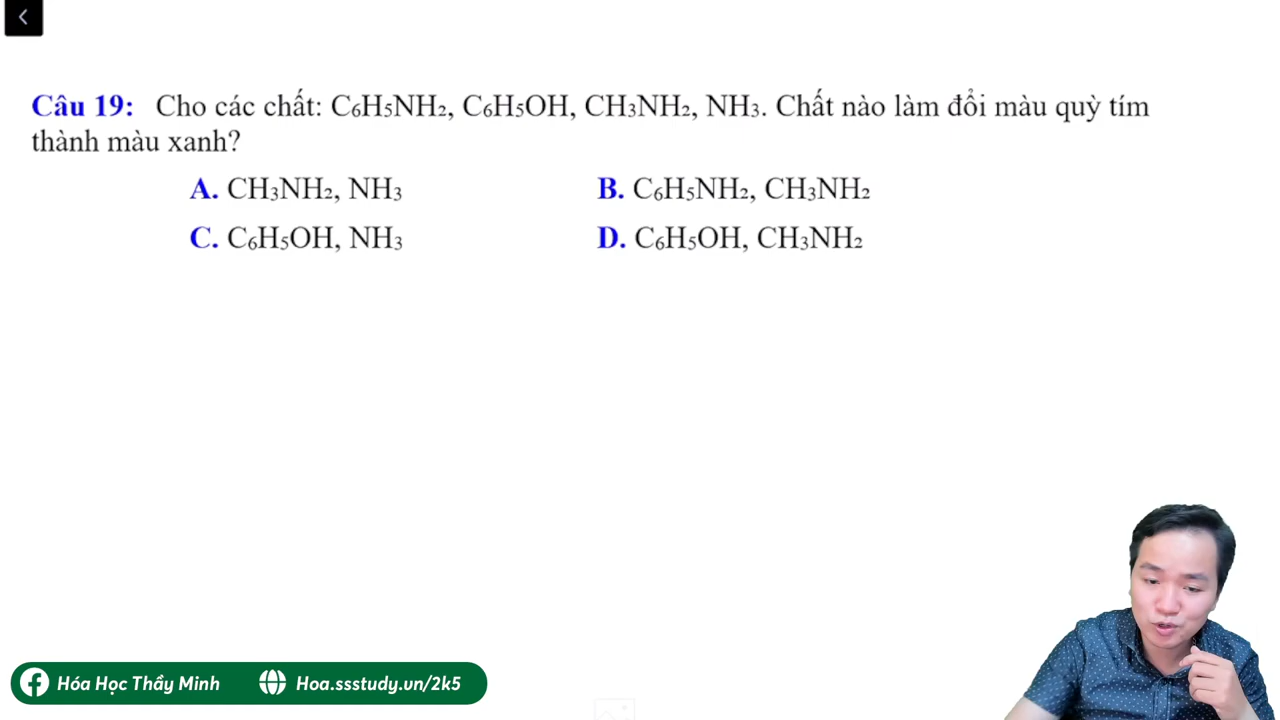 Câu 19: Cho các chất: C₆H₅NH₂, C₆H₅OH, CH₃NH₂, NH₃. Chất nào làm đổi màu quỳ tím
thành màu xanh?
A. CH₃NH₂, NH₃ B. C₆H₅NH₂, CH₃NH₂
C. C₆H₅OH, NH₃ D. C₆H₅OH, CH₃NH₂
Hóa Học Thầy Minh Hoa.ssstudy.vn/2k5